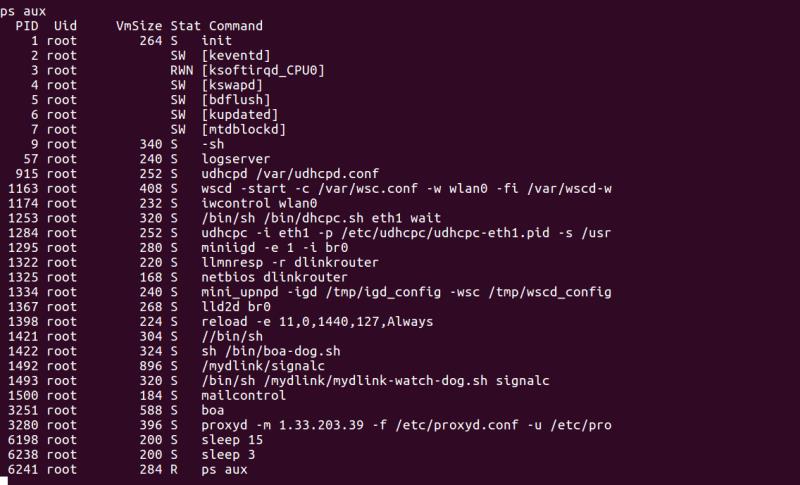 ps aux
PID Uid VmSize Stat Command
1 root 264 S init
2 root SW [keventd]
3 root RWN [ksoftirqd_CPU0]
4 root SW [kswapd]
5 root SW [bdflush]
6 root SW [kupdated]
7 root SW [mtdblockd]
9 root 340 S -sh
57 root 240 S logserver
915 root 252 S udhcpd /var/udhcpd.conf
1163 root 408 S wscd -start -c /var/wsc.conf -w wlan0 -fi /var/wscd-w
1174 root 232 S iwcontrol wlan0
1253 root 320 S /bin/sh /bin/dhcpc.sh eth1 wait
1284 root 252 S udhcpc -i eth1 -p /etc/udhcpc/udhcpc-eth1.pid -s /usr
1295 root 280 S miniigd -e 1 -i br0
1322 root 220 S llmnresp -r dlinkrouter
1325 root 168 S netbios dlinkrouter
1334 root 240 S mini_upnpd -igd /tmp/igd_config -wsc /tmp/wscd_config
1367 root 268 S lld2d br0
1398 root 224 S reload -e 11,0,1440,127,Always
1421 root 304 S //bin/sh
1422 root 324 S sh /bin/boa-dog.sh
1492 root 896 S /mydlink/signalc
1493 root 320 S /bin/sh /mydlink/mydlink-watch-dog.sh signalc
1500 root 184 S mailcontrol
3251 root 588 S boa
3280 root 396 S proxyd -m 1.33.203.39 -f /etc/proxyd.conf -u /etc/pro
6198 root 200 S sleep 15
6238 root 200 S sleep 3
6241 root 284 R ps aux